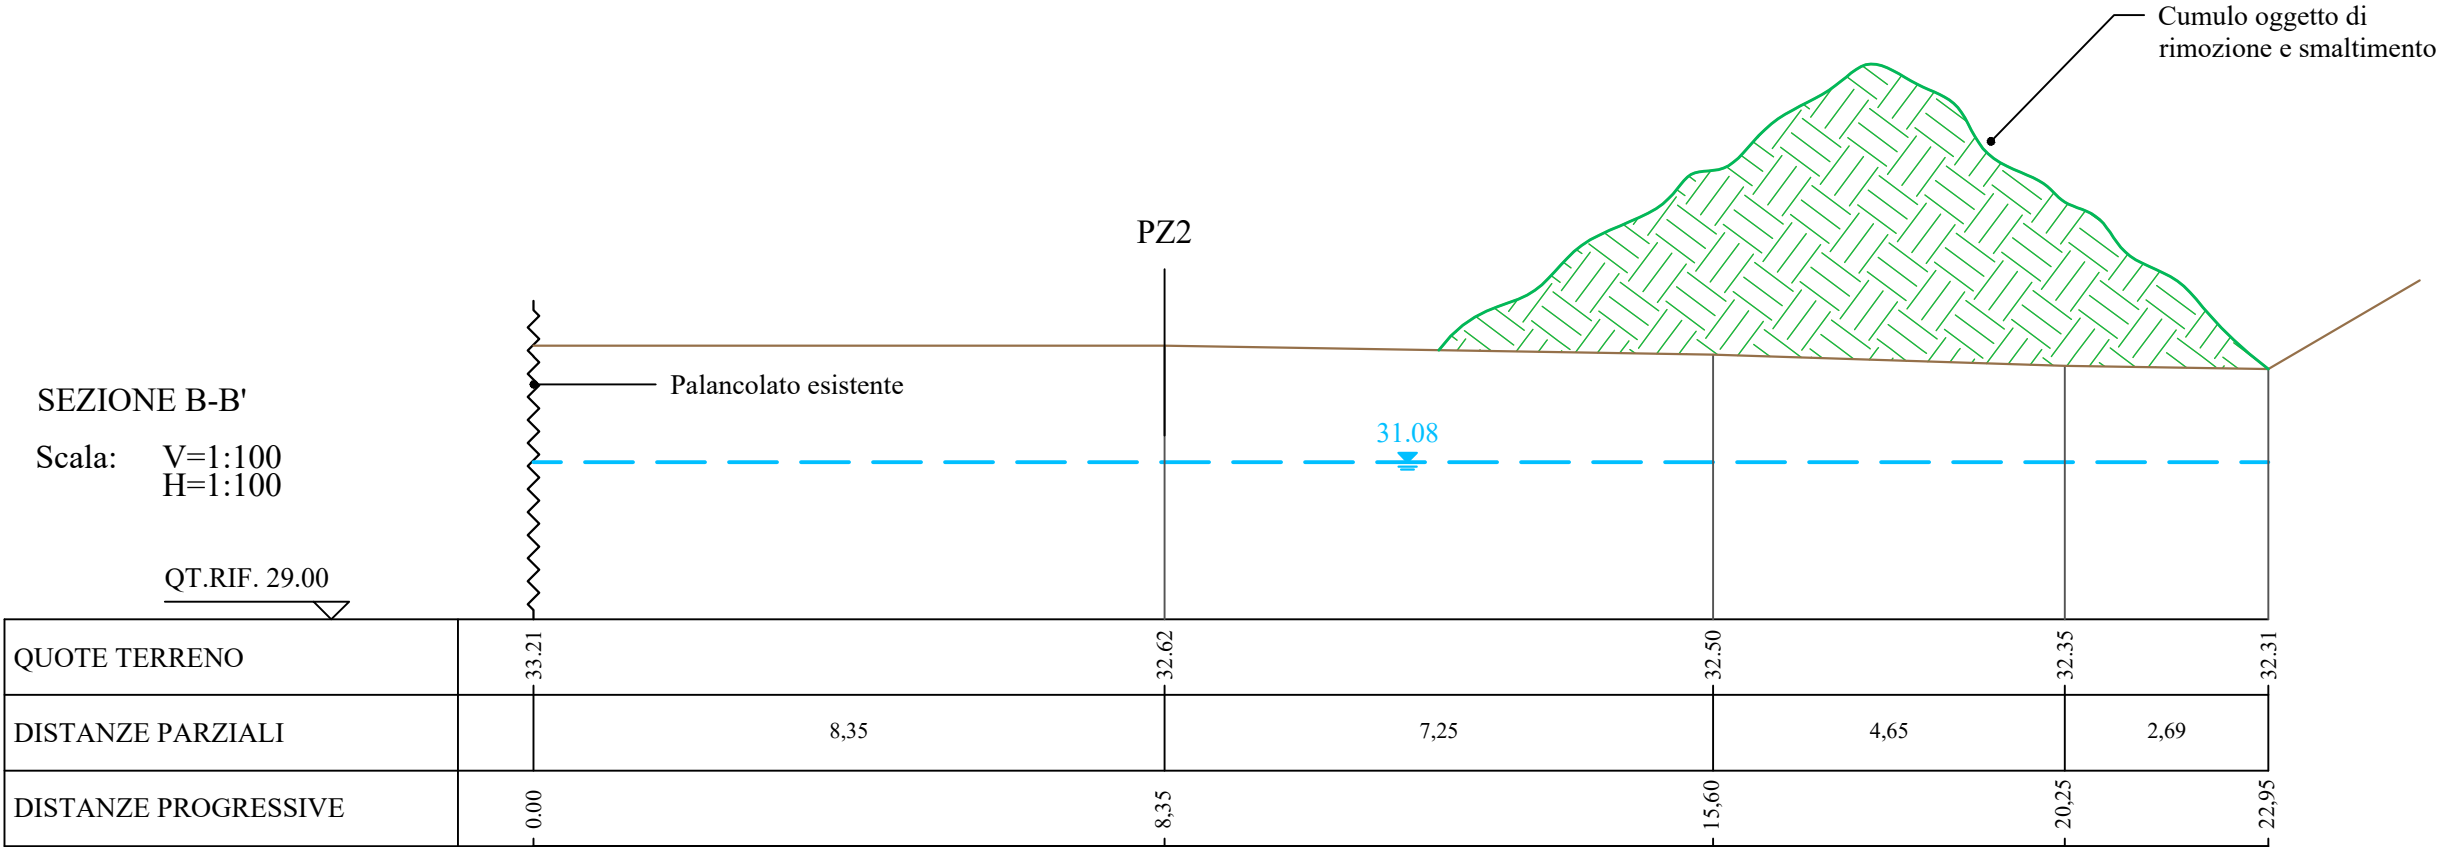 Cumulo oggetto di
rimozione e smaltimento
PZ2
Palancolato esistente
SEZIONE B-B'
31.08
Scala: V=1:100
H=1:100
QT.RIF. 29.00
QUOTE TERRENO 33.21 32.62 32.50 32.35 32.31
DISTANZE PARZIALI 8,35 7,25 4,65 2,69
DISTANZE PROGRESSIVE 0.00 8,35 15,60 20,25 22,95